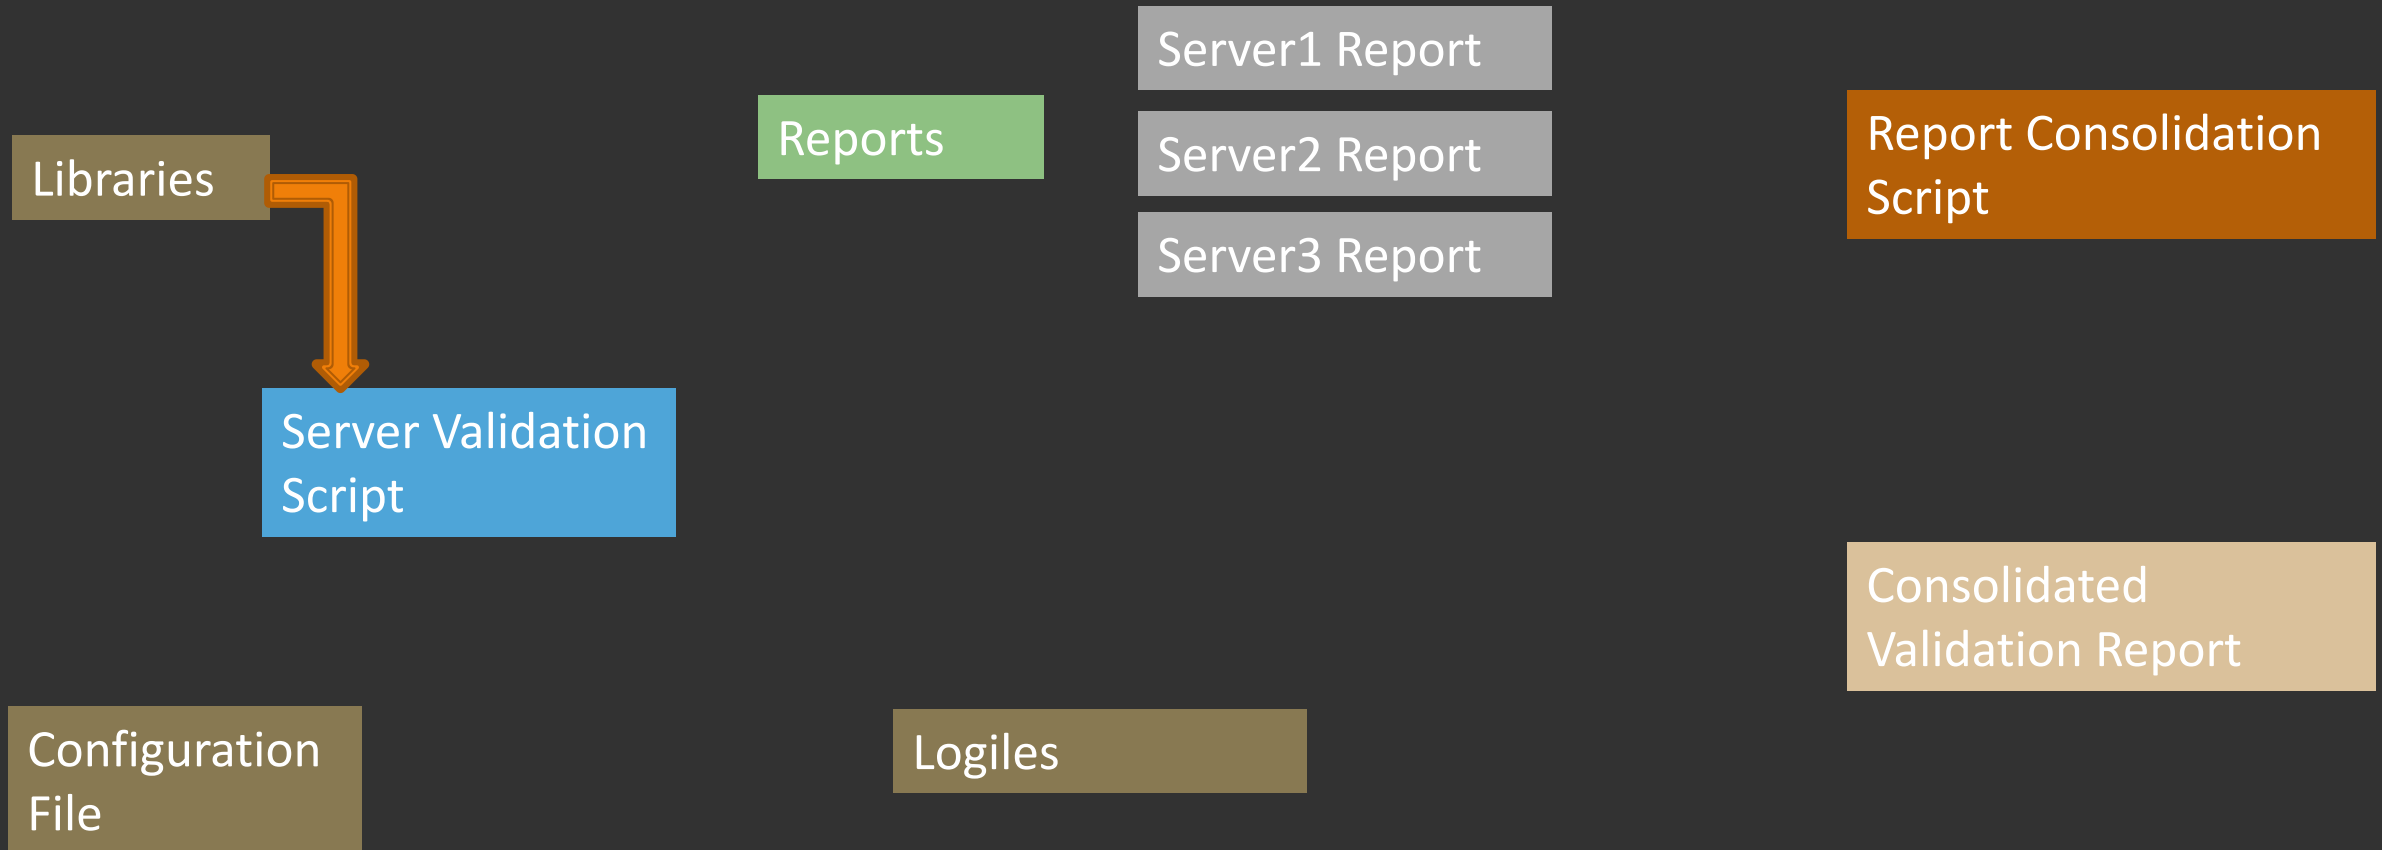 Server1 Report
Reports
Server2 Report
Report Consolidation
Script
Libraries
Server3 Report
Server Validation
Script
Consolidated
Validation Report
Configuration
File
Logiles